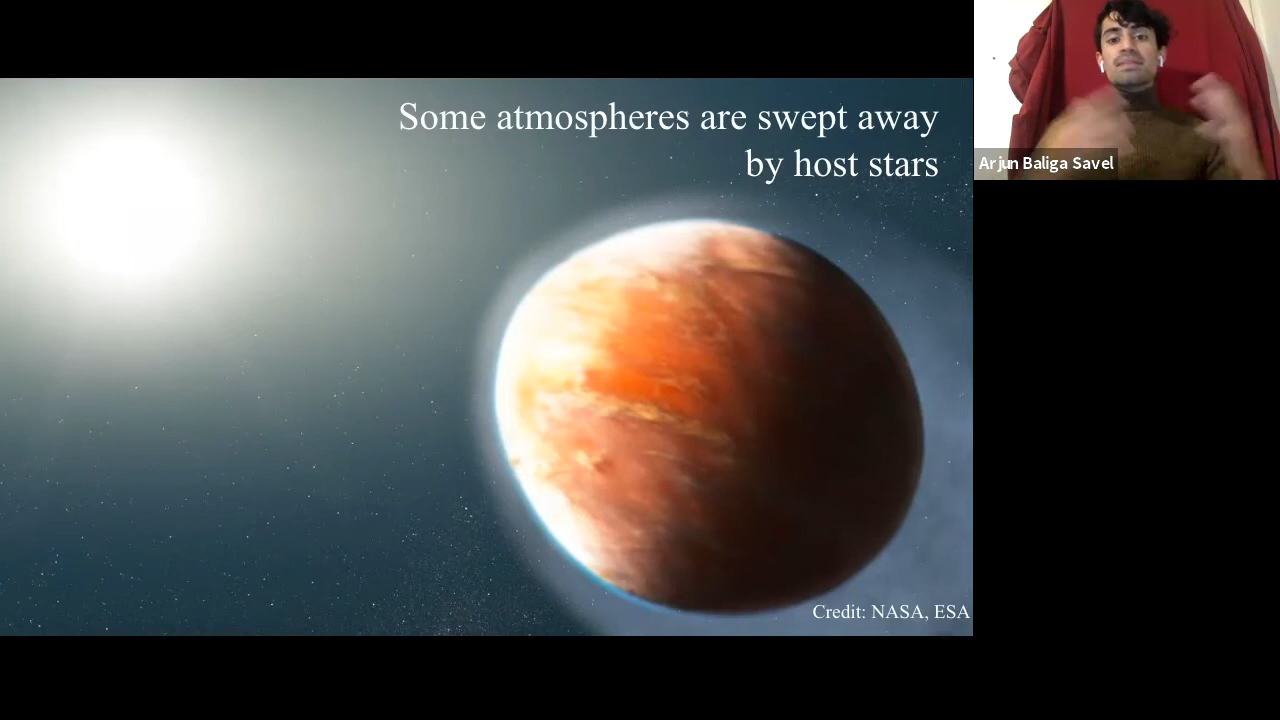 Some atmospheres are swept away
by host stars
Arjun Baliga Savel
Credit: NASA, ESA